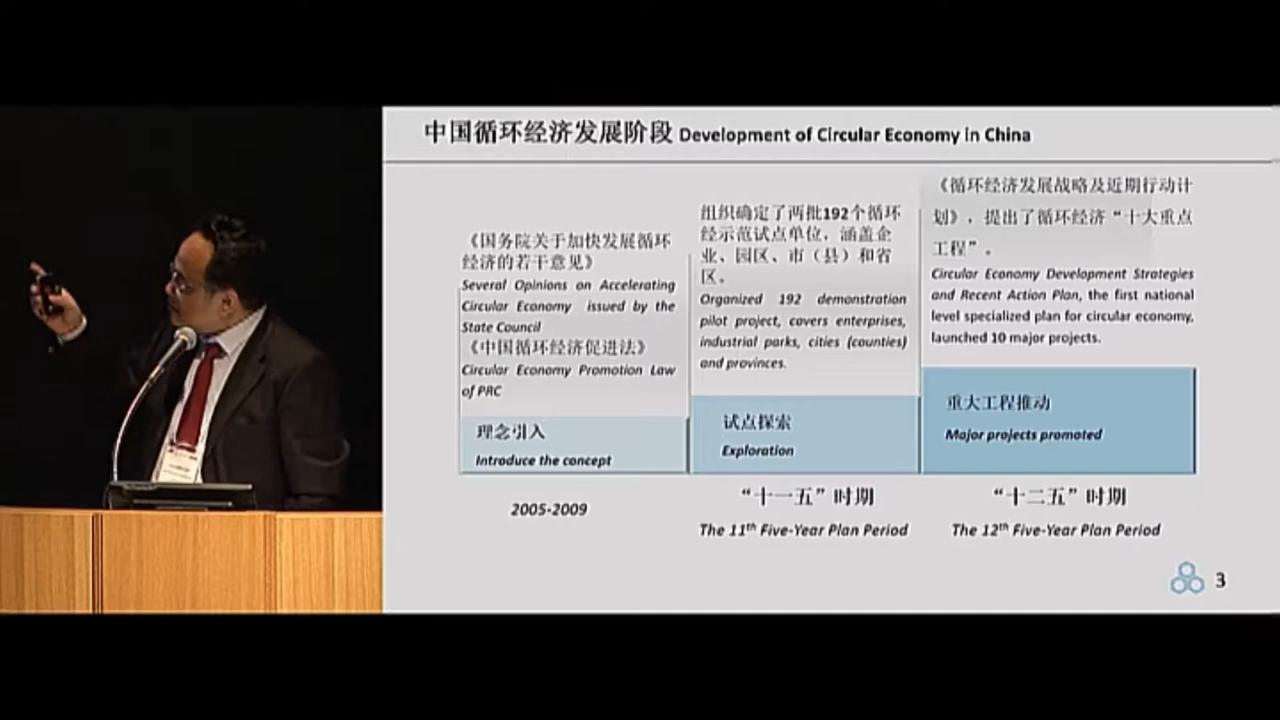 中国循环经济发展阶段 Development of Circular Economy in China
《国务院关于加快发展循环
经济的若干意见》
Several Opinions on Accelerating
Circular Economy issued by the
State Council
《中国循环经济促进法》
Circular Economy Promotion Law
of PRC
理念引入
Introduce the concept
2005-2009
组织确定了两批192个循环
经示范试点单位，涵盖企
业、园区、市（县）和省
区。
Organized 192 demonstration
pilot project, covers enterprises,
industrial parks, cities (counties)
and provinces.
试点探索
Exploration
“十一五”时期
The 11th Five-Year Plan Period
《循环经济发展战略及近期行动计
划》，提出了循环经济“十大重点
工程”。
Circular Economy Development Strategies
and Recent Action Plan, the first national
level specialized plan for circular economy,
launched 10 major projects.
重大工程推动
Major projects promoted
“十二五”时期
The 12th Five-Year Plan Period
3